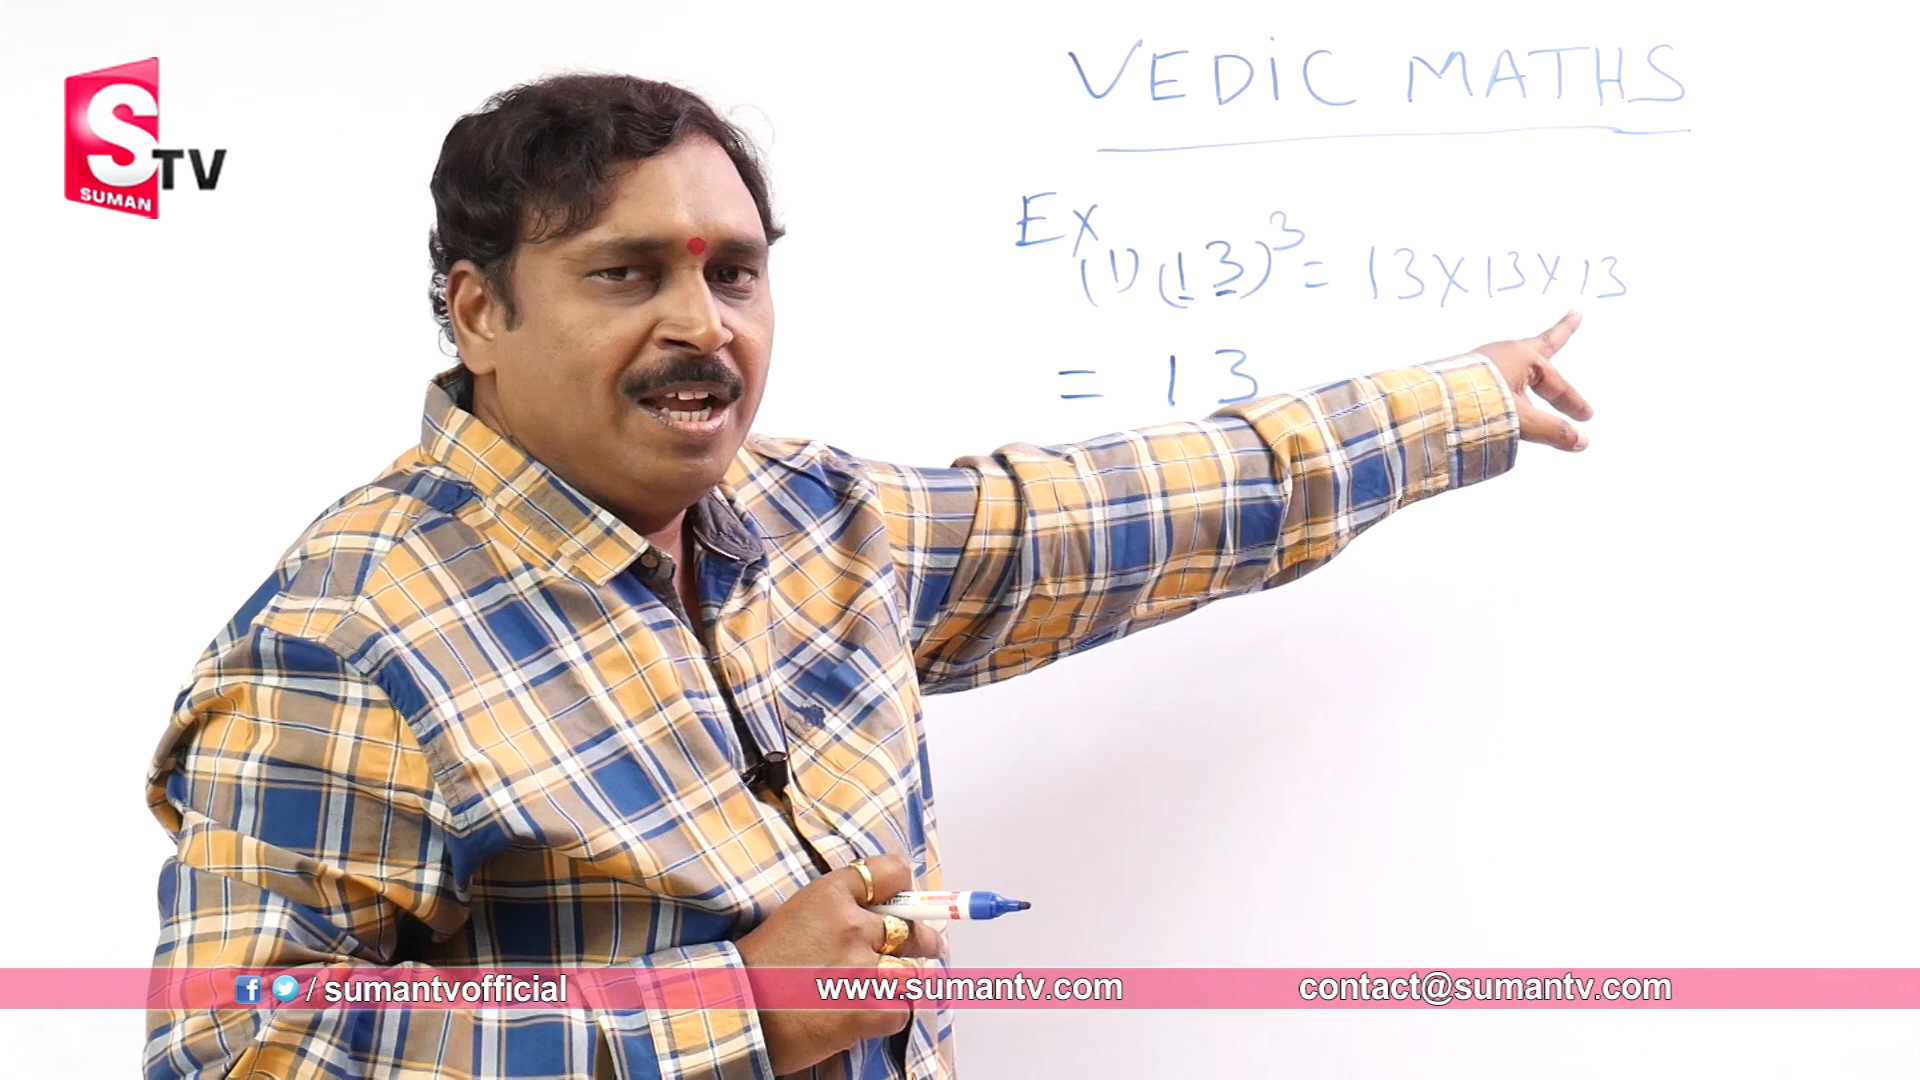 S TV
SUMAN
VEDIC MATHS
Ex
(1) (13)³ = 13 x 13 x 13
= 13
/ sumantvofficial
www.sumantv.com
contact@sumantv.com